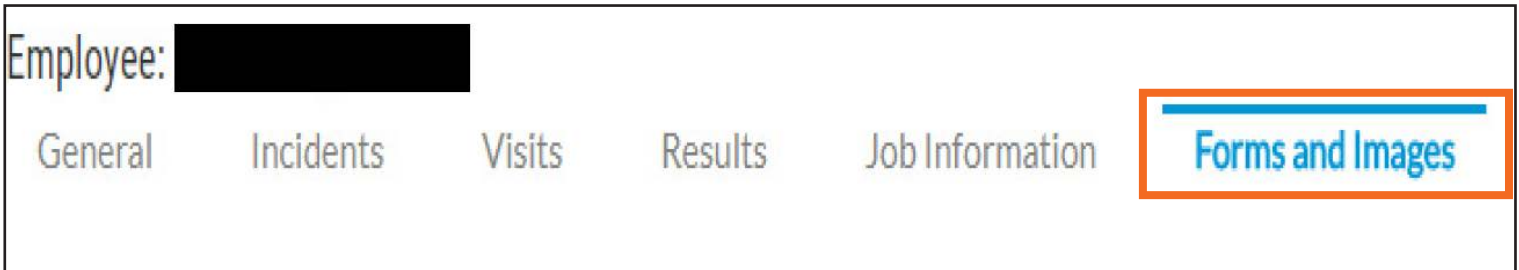 Employee:
General Incidents Visits Results Job Information Forms and Images